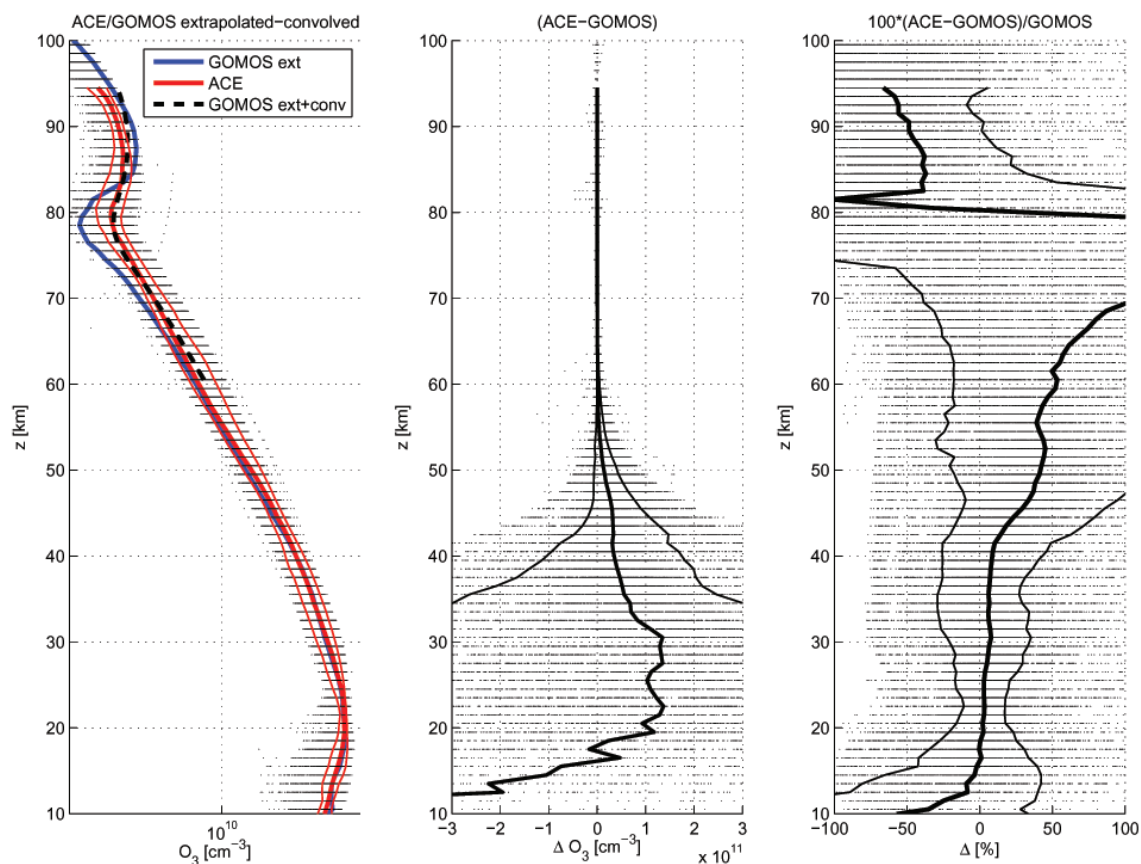 ACE/GOMOS extrapolated-convolved
(ACE-GOMOS)
100*(ACE-GOMOS)/GOMOS
GOMOS ext
ACE
GOMOS ext+conv
100
90
80
70
60
50
40
30
20
10
z [km]
10^10
O3 [cm^-3]
100
90
80
70
60
50
40
30
20
10
z [km]
-3 -2 -1 0 1 2 3
Δ O3 [cm^-3]
x 10^11
100
90
80
70
60
50
40
30
20
10
z [km]
-100 -50 0 50 100
Δ [%]